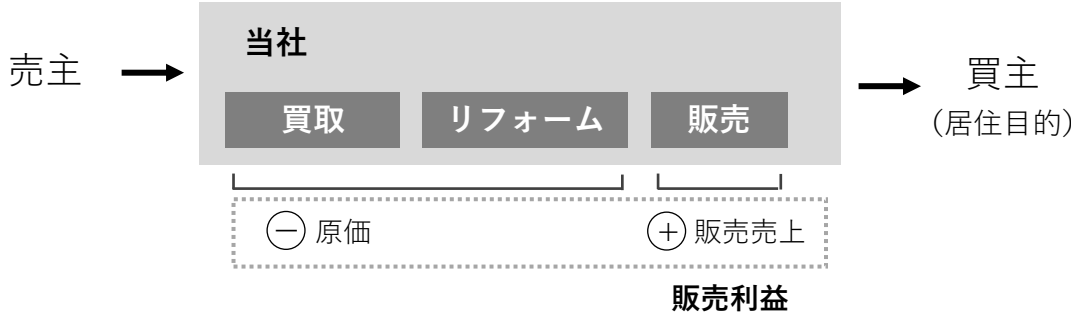 当社
売主
買取
リフォーム
販売
買主
（居住目的）
− 原価
+ 販売売上
販売利益